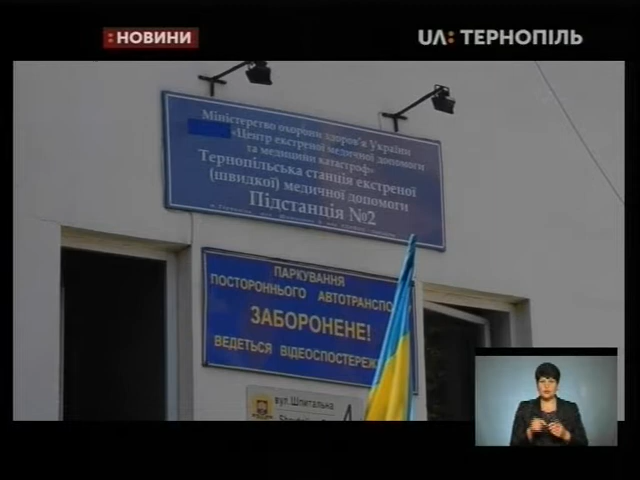 :НОВИНИ
UA: ТЕРНОПІЛЬ
Міністерство охорони здоров'я України
«Центр екстреної медичної допомоги
та медицини катастроф»
Тернопільська станція екстреної
(швидкої) медичної допомоги
Підстанція №2
ПАРКУВАННЯ
ПОСТОРОННЬОГО АВТОТРАНСПО
ЗАБОРОНЕНЕ!
ВЕДЕТЬСЯ ВІДЕОСПОСТЕРЕЖ
вул. Шпитальна
4